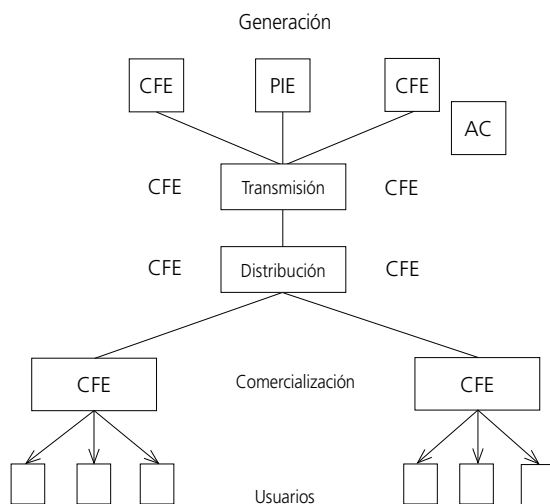 Generación
CFE PIE CFE
AC
CFE Transmisión CFE
CFE Distribución CFE
CFE Comercialización CFE
Usuarios